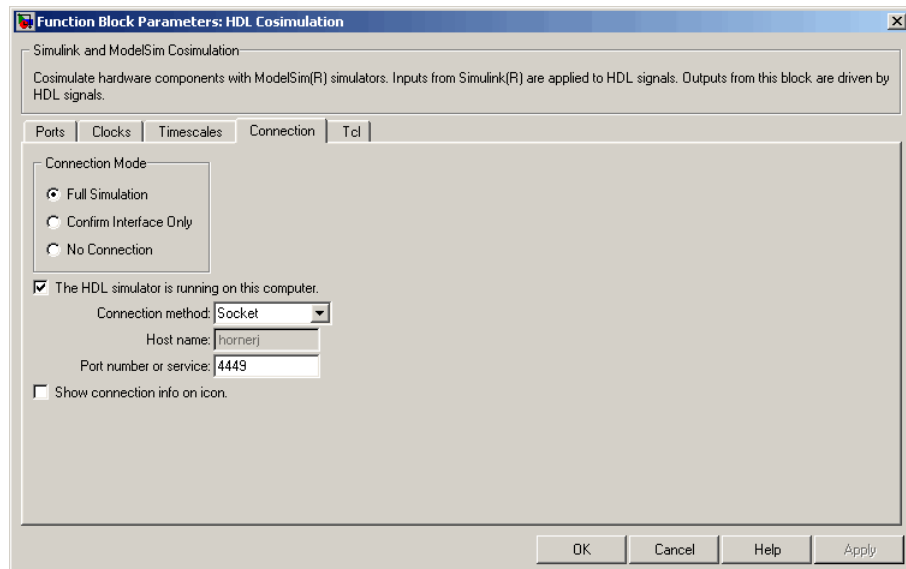 Function Block Parameters: HDL Cosimulation
Simulink and ModelSim Cosimulation
Cosimulate hardware components with ModelSim(R) simulators. Inputs from Simulink(R) are applied to HDL signals. Outputs from this block are driven by
HDL signals.
Ports Clocks Timescales Connection Tcl
Connection Mode
Full Simulation
Confirm Interface Only
No Connection
The HDL simulator is running on this computer.
Connection method: Socket
Host name: hornerj
Port number or service: 4449
Show connection info on icon.
OK Cancel Help Apply